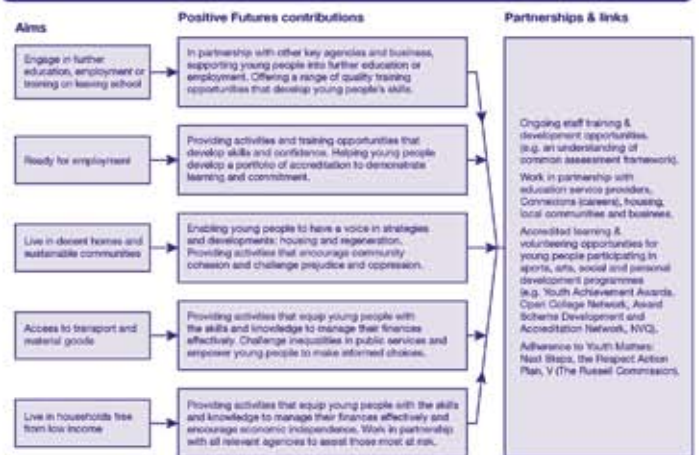 Aims
Positive Futures contributions
Partnerships & links
Engage in further
education, employment or
training on leaving school
In partnership with other key agencies and business,
supporting young people into further education or
employment. Offering a range of quality training
opportunities that develop young people's skills.
Ready for employment
Providing activities and training opportunities that
develop skills and confidence. Helping young people
develop a portfolio of accreditation to demonstrate
learning and commitment.
Live in decent homes and
sustainable communities
Enabling young people to have a voice in strategies
and developments: housing and regeneration.
Providing activities that encourage community
cohesion and challenge prejudice and oppression.
Access to transport and
material goods
Providing activities that equip young people with
the skills and knowledge to manage their finances
effectively. Challenge inequalities in public services and
empower young people to make informed choices.
Live in households free
from low income
Providing activities that equip young people with the skills
and knowledge to manage their finances effectively and
encourage economic independence. Work in partnership
with all relevant agencies to assist those most at risk.
Ongoing staff training &
development opportunities.
(e.g. an understanding of
common assessment framework).
Work in partnership with
education service providers,
Connexions (careers), housing,
local communities and business.
Accredited learning &
volunteering opportunities for
young people participating in
sports, arts, social and personal
development programmes
(e.g. Youth Achievement Awards,
Open College Network, Award
Scheme Development and
Accreditation Network, NVQ).
Adherence to Youth Matters:
Next Steps, the Respect Action
Plan, V (The Russell Commission).